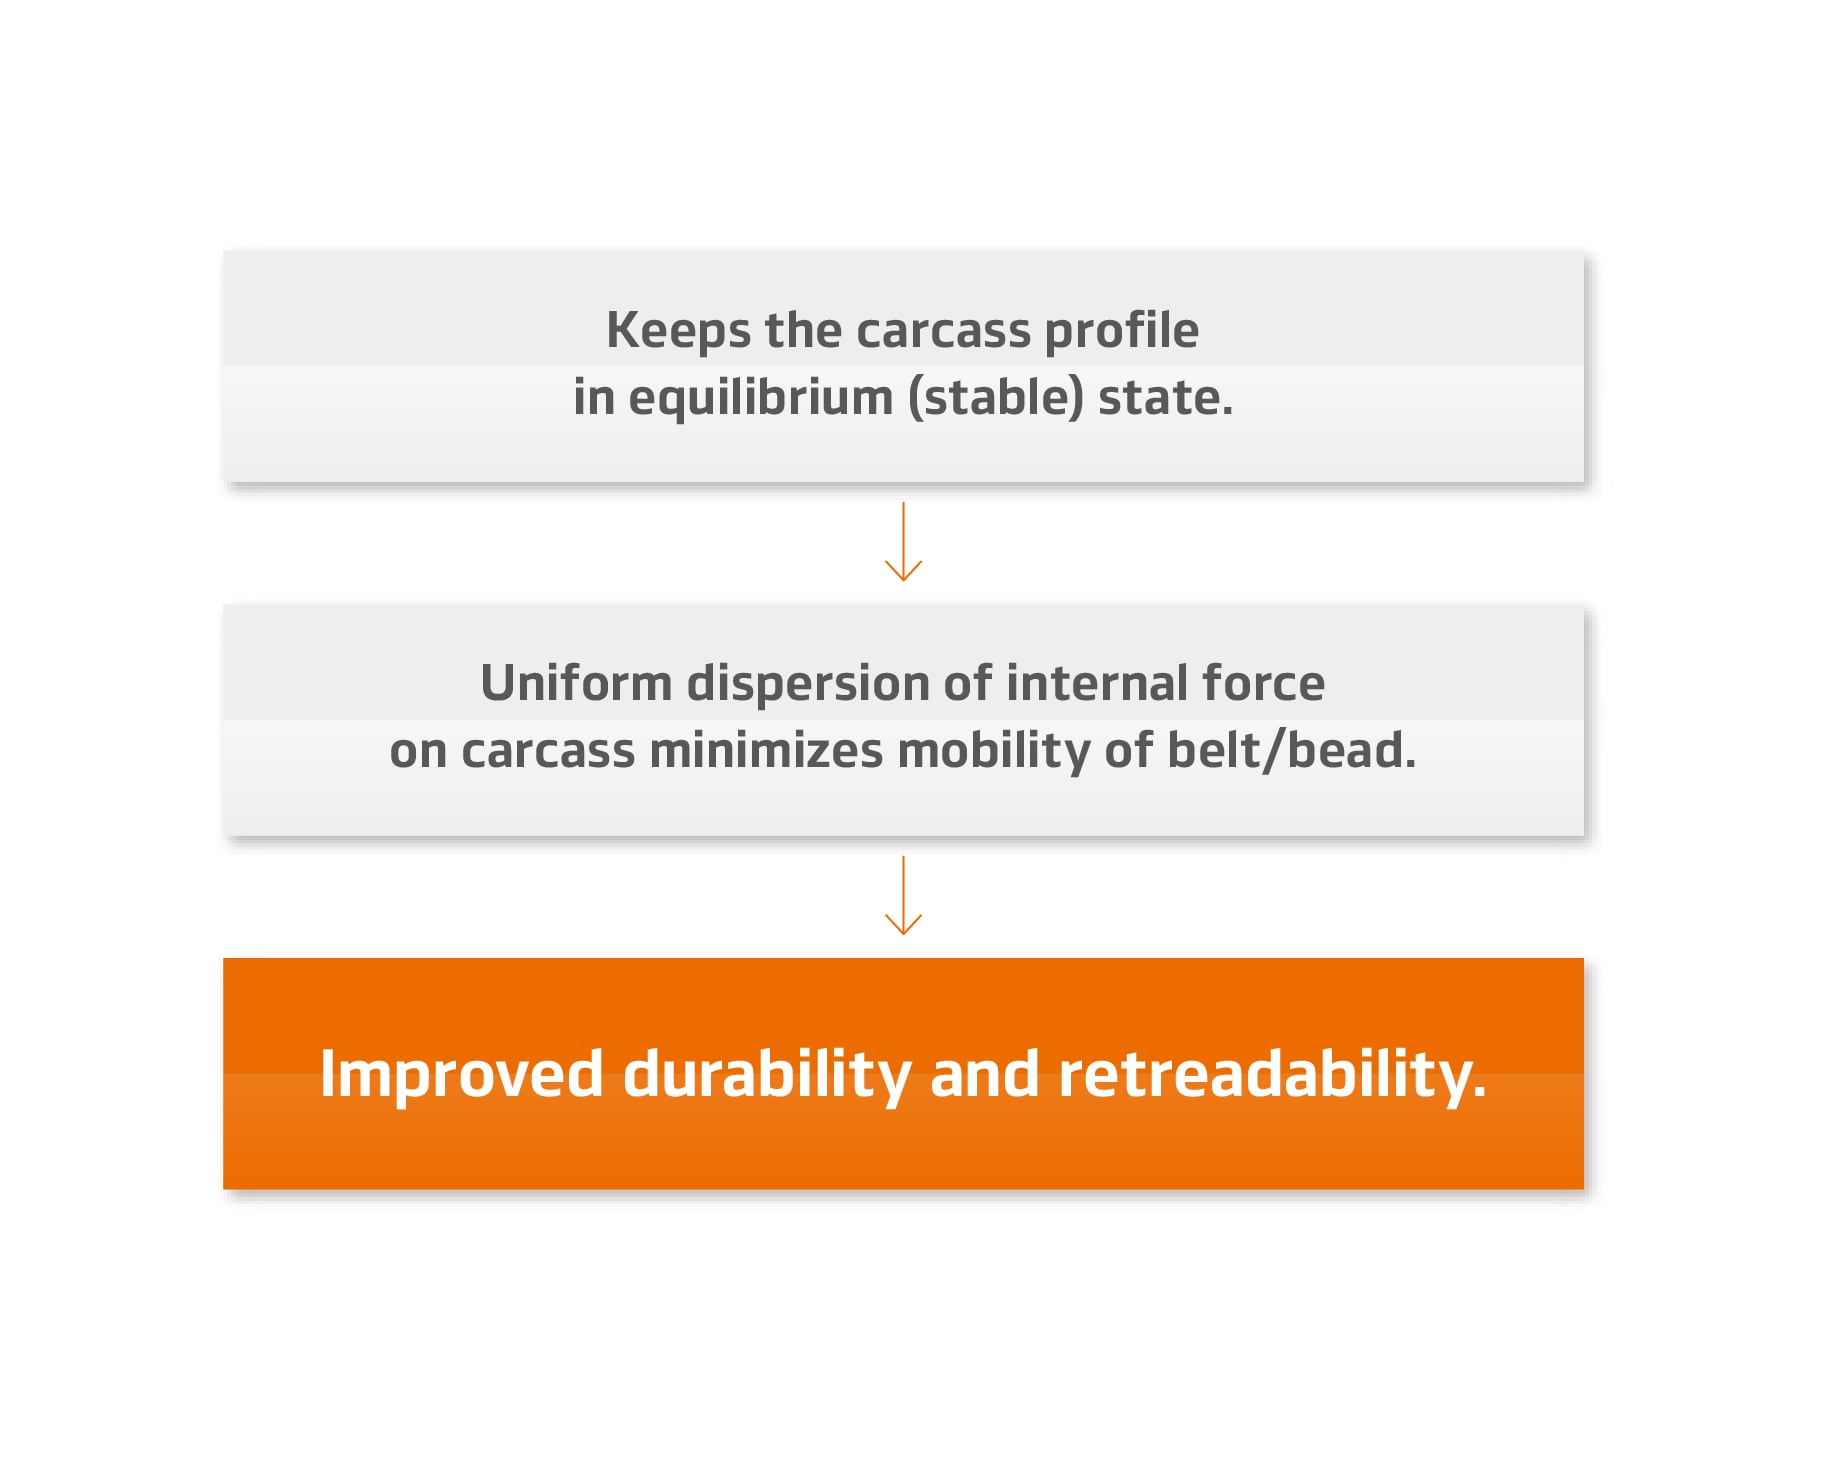 Keeps the carcass profile
in equilibrium (stable) state.
Uniform dispersion of internal force
on carcass minimizes mobility of belt/bead.
Improved durability and retreadability.